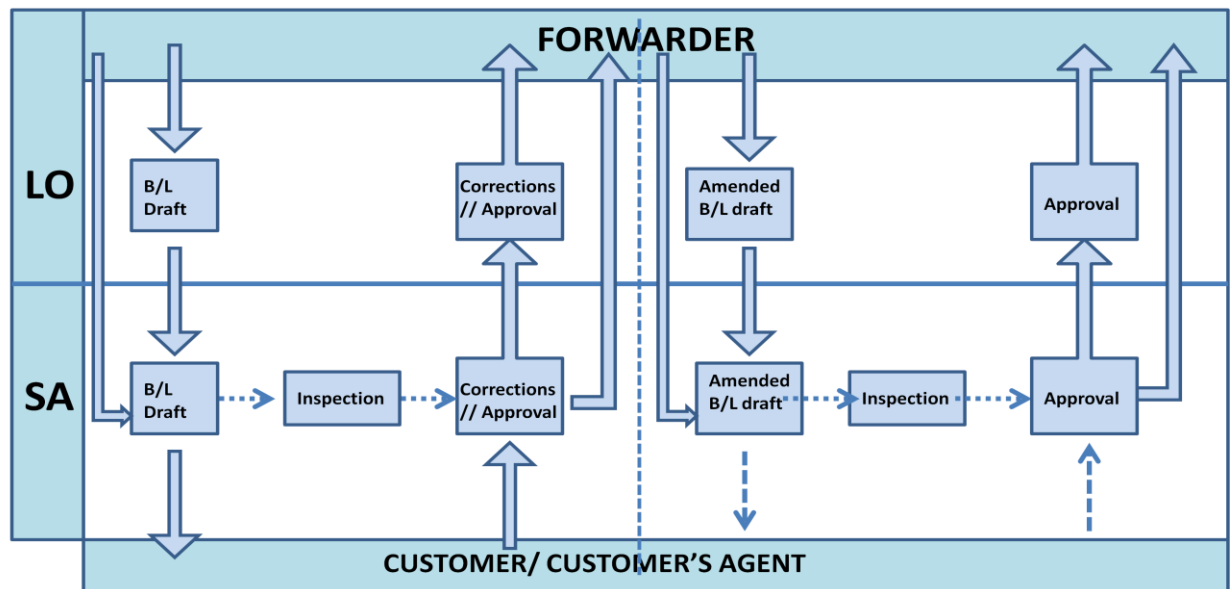 FORWARDER
LO
B/L
Draft
Corrections
// Approval
Amended
B/L draft
Approval
SA
B/L
Draft
Inspection
Corrections
// Approval
Amended
B/L draft
Inspection
Approval
CUSTOMER/ CUSTOMER'S AGENT